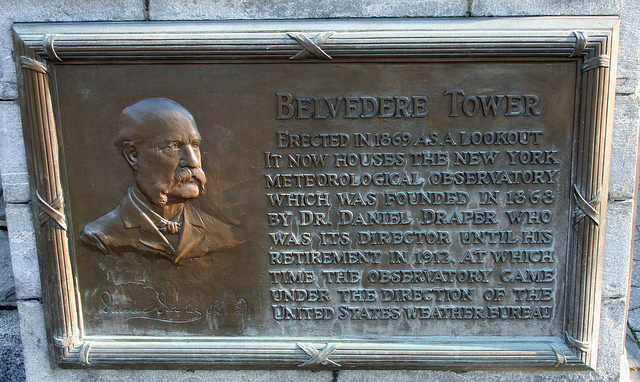 BELVEDERE TOWER
ERECTED IN 1869 AS A LOOKOUT
IT NOW HOUSES THE NEW YORK
METEOROLOGICAL OBSERVATORY
WHICH WAS FOUNDED IN 1868
BY DR. DANIEL DRAPER WHO
WAS ITS DIRECTOR UNTIL HIS
RETIREMENT IN 1912. AT WHICH
TIME THE OBSERVATORY CAME
UNDER THE DIRECTION OF THE
UNITED STATES WEATHER BUREAU
Daniel Draper